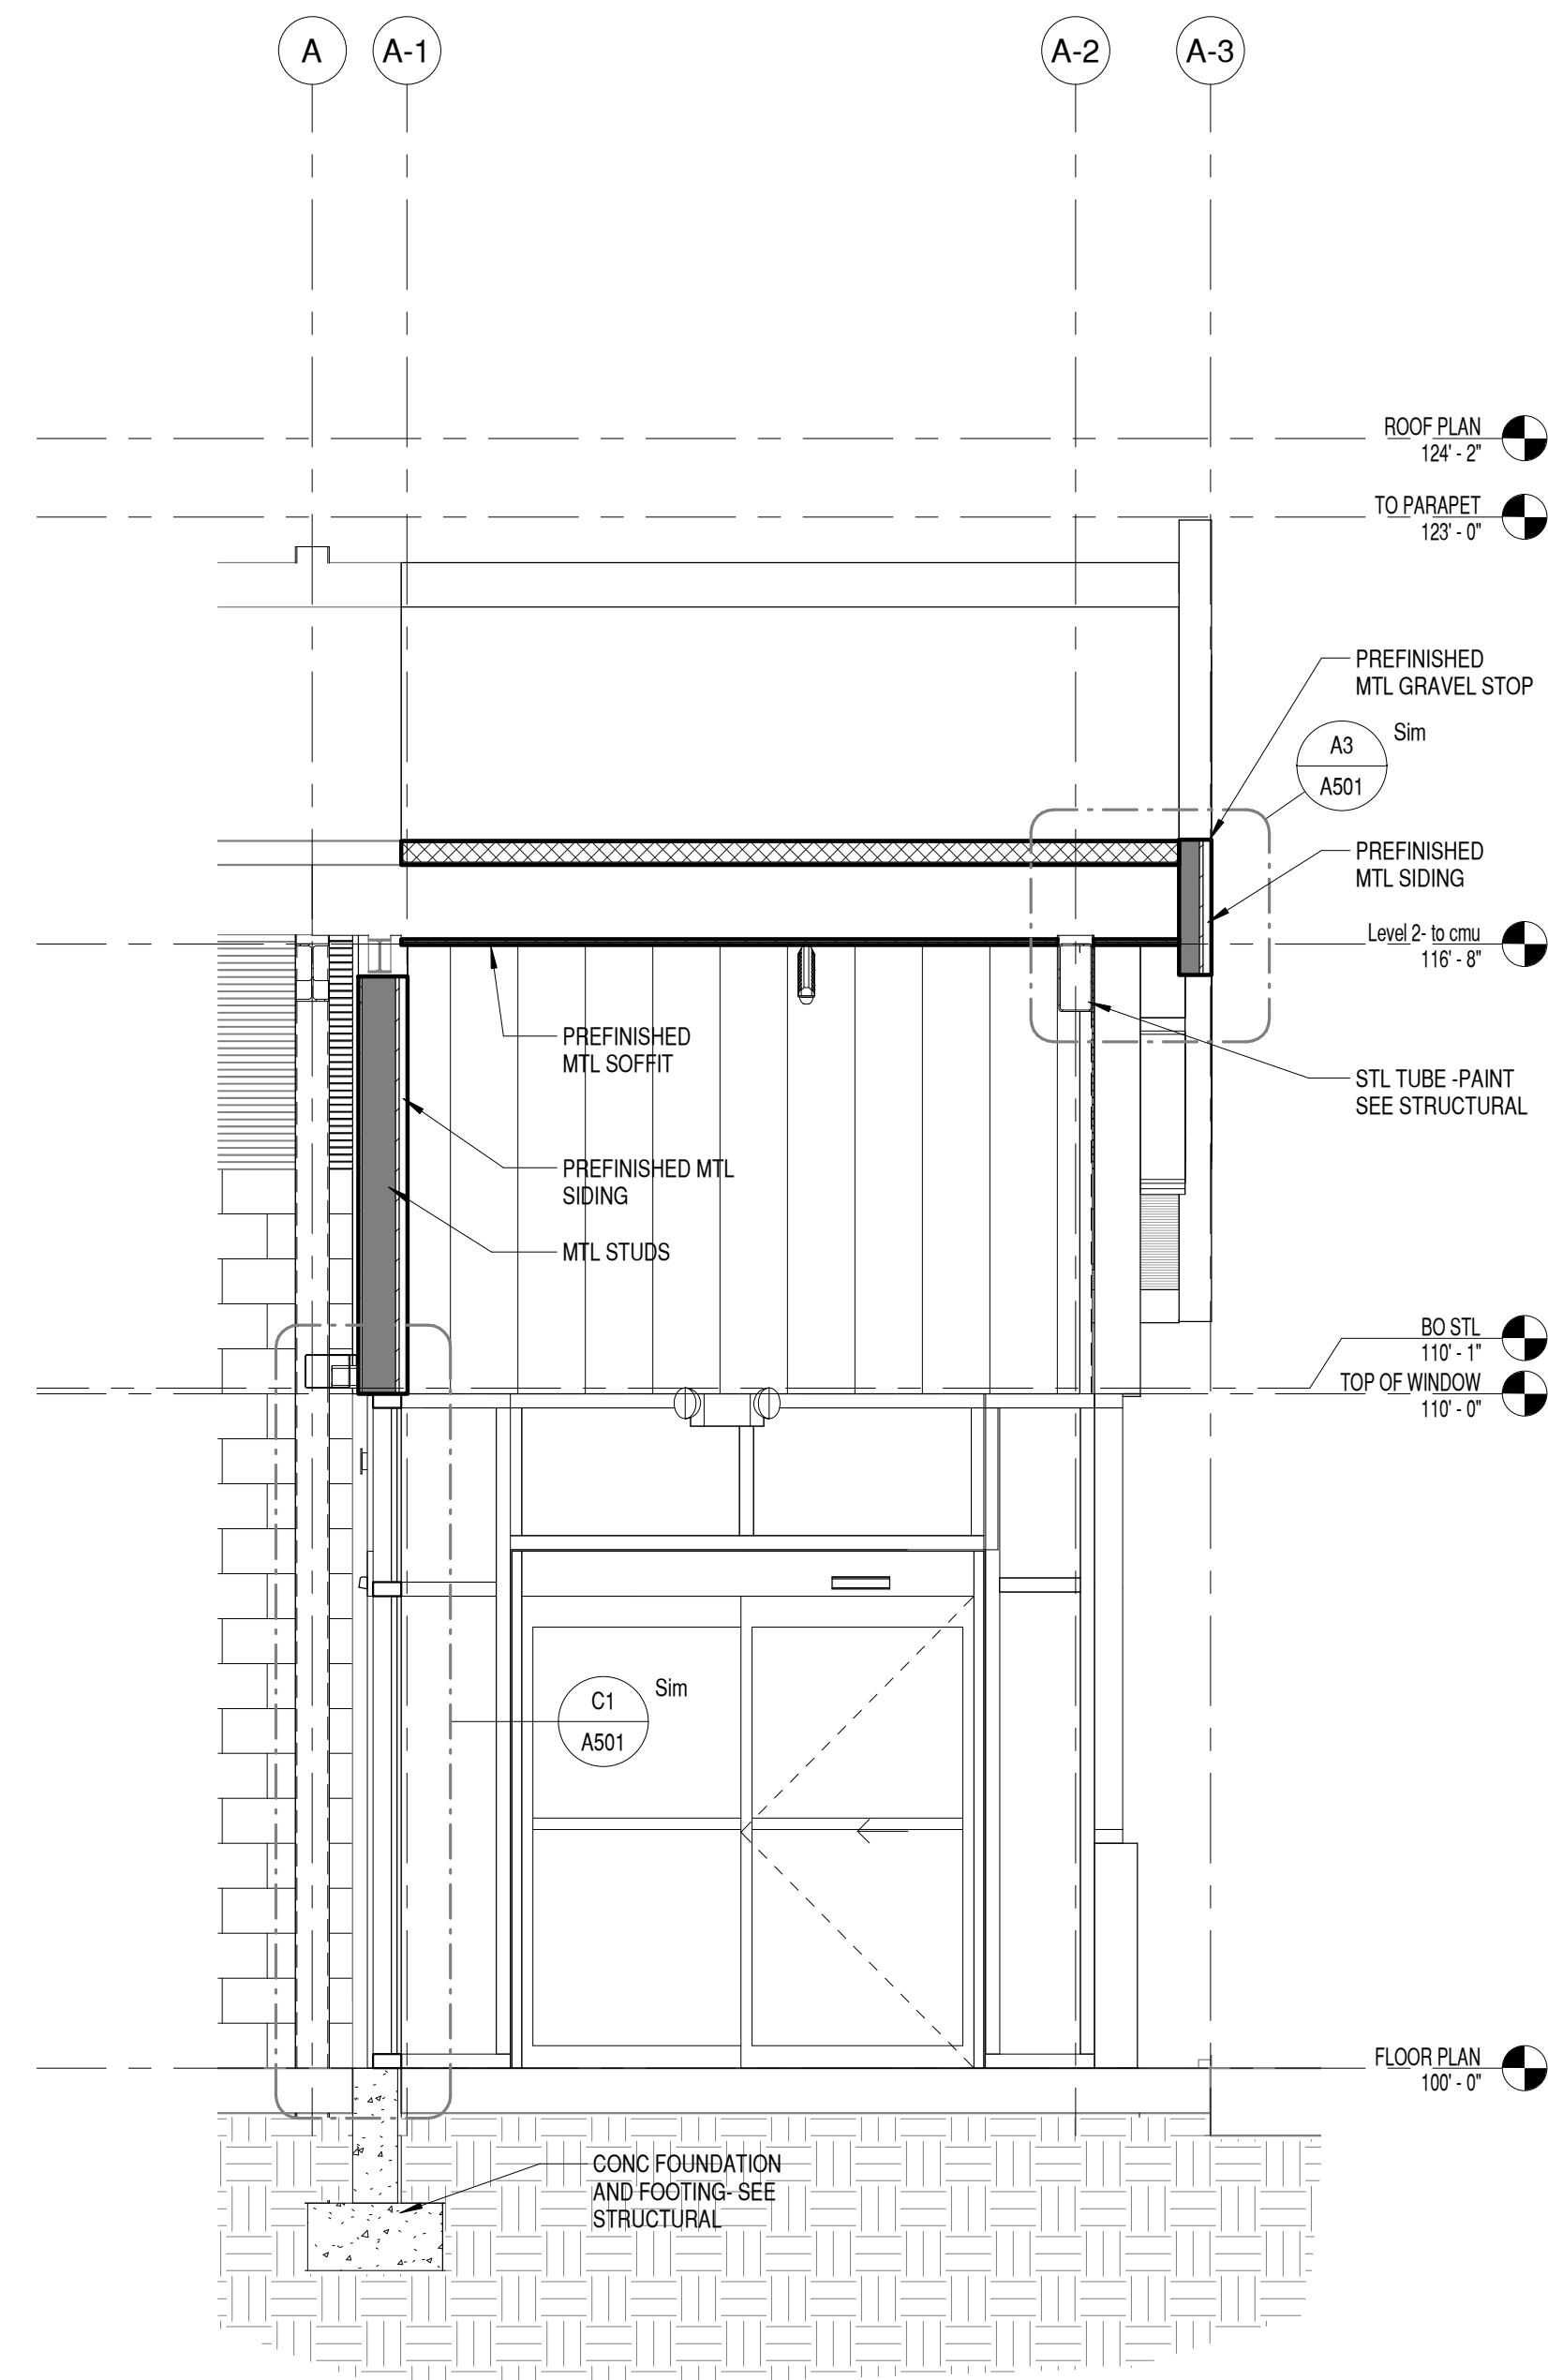 A
A-1
A-2
A-3
ROOF PLAN
124' - 2"
TO PARAPET
123' - 0"
PREFINISHED
MTL GRAVEL STOP
Sim
A3
A501
PREFINISHED
MTL SIDING
Level 2- to cmu
116' - 8"
PREFINISHED
MTL SOFFIT
STL TUBE -PAINT
SEE STRUCTURAL
PREFINISHED MTL
SIDING
MTL STUDS
BO STL
110' - 1"
TOP OF WINDOW
110' - 0"
Sim
C1
A501
FLOOR PLAN
100' - 0"
CONC FOUNDATION
AND FOOTING- SEE
STRUCTURAL